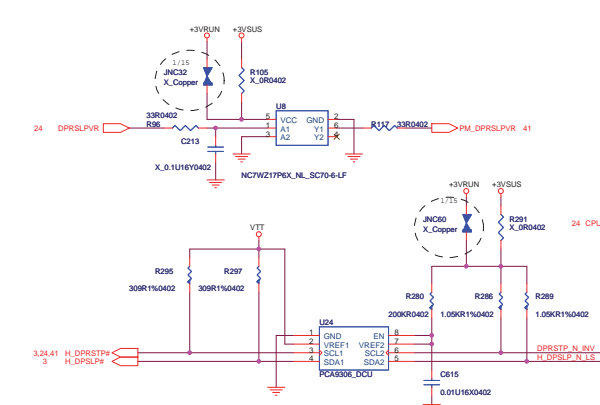 +3VRUN +3VSUS
1/15
JNC32
X_Copper
R105
X_0R0402
U8
33R0402
24 DPRSLPVR R96
5 VCC GND 2
1 A1 Y1 6
3 A2 Y2 4
R117 33R0402
PM_DPRSLPVR 41
C213
X_0.1U16Y0402
NC7WZ17P6X_NL_SC70-6-LF
+3VRUN +3VSUS
1/15
JNC60
X_Copper
R291
X_0R0402
24 CPU
VTT
R295
309R1%0402
R297
309R1%0402
R280
200KR0402
R286
1.05KR1%0402
R289
1.05KR1%0402
U24
1 GND EN 8
2 VREF1 VREF2 7
3 SCL1 SCL2 6
4 SDA1 SDA2 5
PCA9306_DCU
3,24,41 H_DPRSTP#
3 H_DPSLP#
DPRSTP_N_INV
H_DPSLP_N_LS
C615
0.01U16X0402